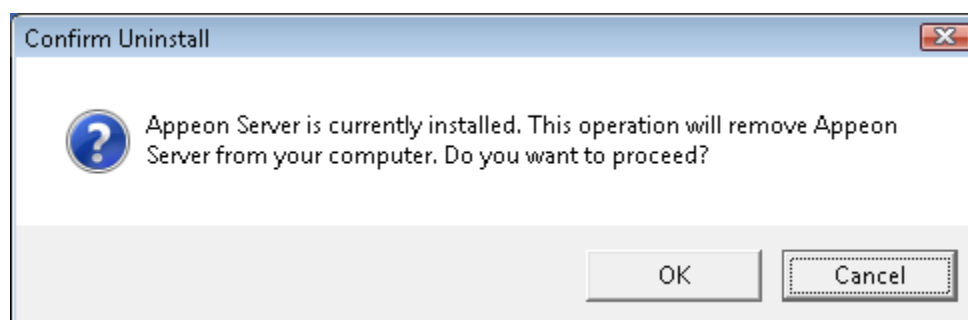 Confirm Uninstall
Appeon Server is currently installed. This operation will remove Appeon
Server from your computer. Do you want to proceed?
OK
Cancel